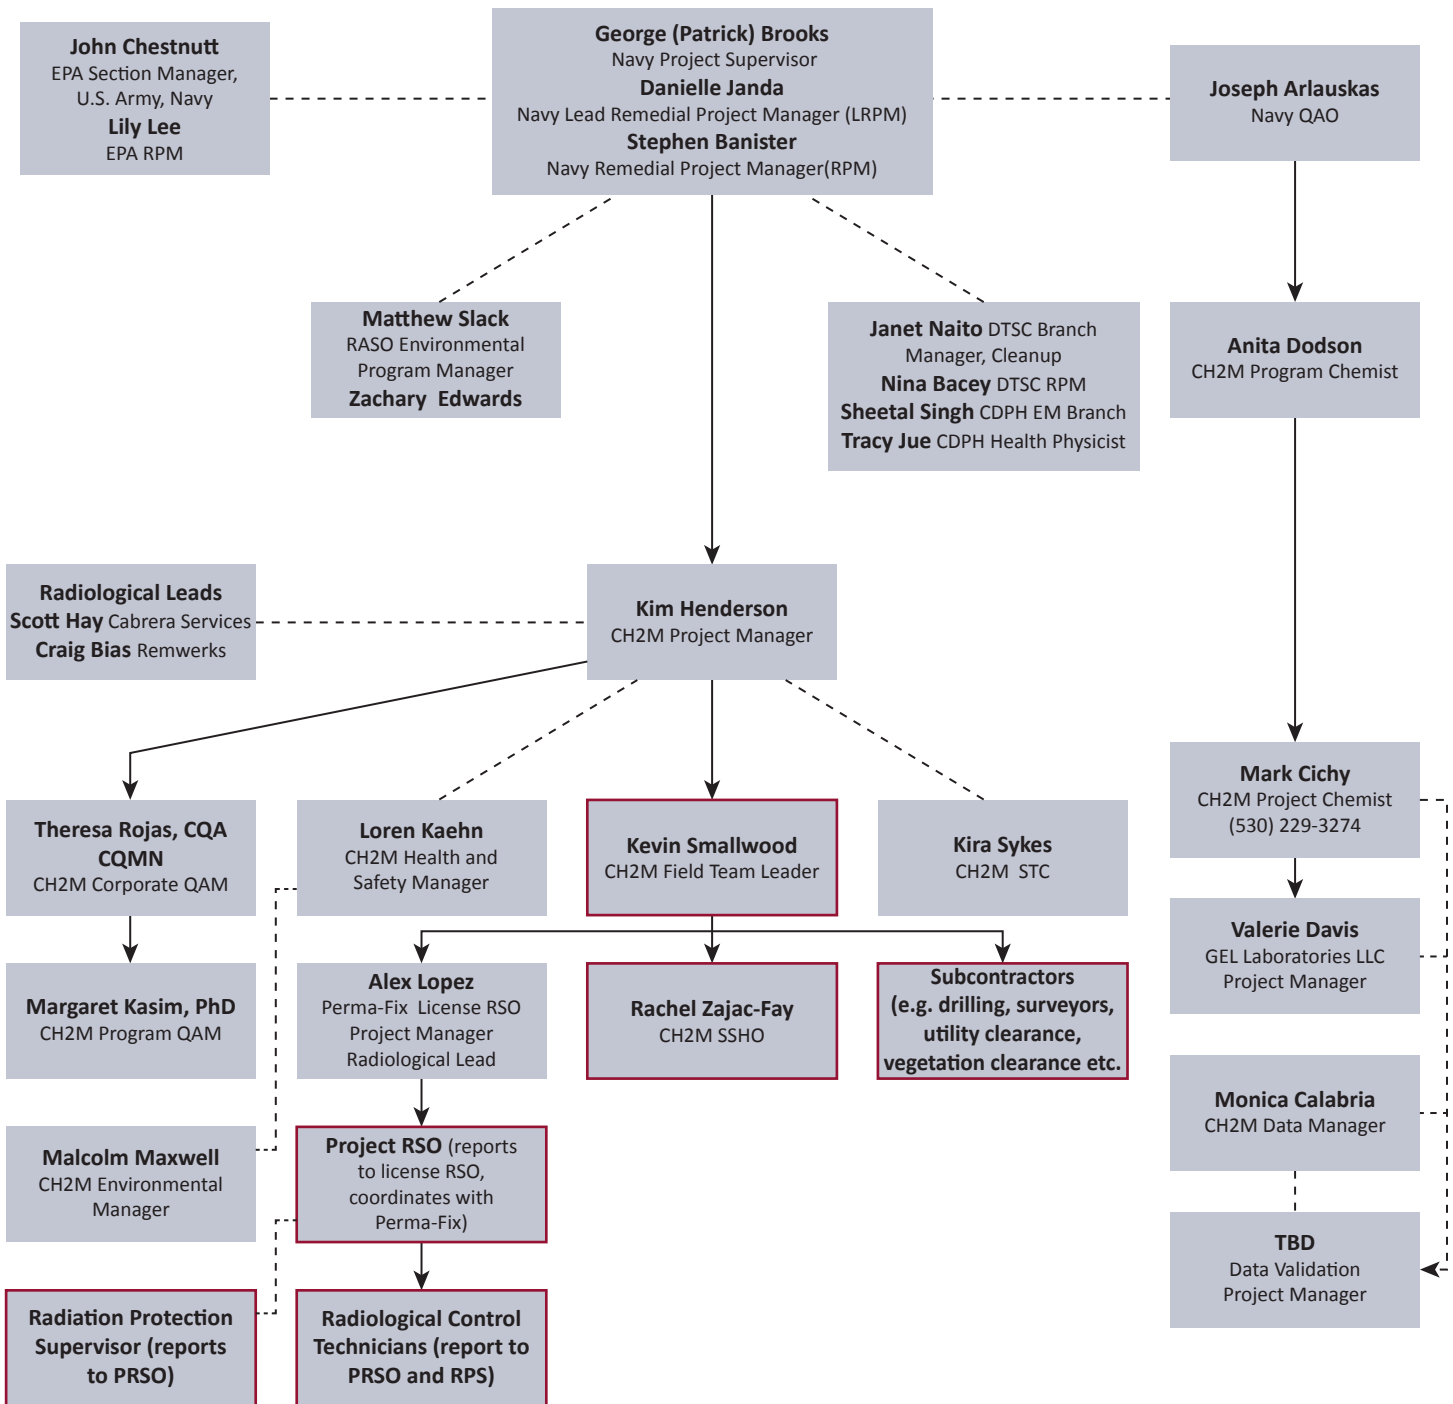 John Chestnutt
EPA Section Manager,
U.S. Army, Navy
Lily Lee
EPA RPM
George (Patrick) Brooks
Navy Project Supervisor
Danielle Janda
Navy Lead Remedial Project Manager (LRPM)
Stephen Banister
Navy Remedial Project Manager(RPM)
Joseph Arlauskas
Navy QAO
Matthew Slack
RASO Environmental
Program Manager
Zachary Edwards
Janet Naito DTSC Branch
Manager, Cleanup
Nina Bacey DTSC RPM
Sheetal Singh CDPH EM Branch
Tracy Jue CDPH Health Physicist
Anita Dodson
CH2M Program Chemist
Radiological Leads
Scott Hay Cabrera Services
Craig Bias Remwerks
Kim Henderson
CH2M Project Manager
Mark Cichy
CH2M Project Chemist
(530) 229-3274
Theresa Rojas, CQA
CQMN
CH2M Corporate QAM
Loren Kaehn
CH2M Health and
Safety Manager
Kevin Smallwood
CH2M Field Team Leader
Kira Sykes
CH2M STC
Valerie Davis
GEL Laboratories LLC
Project Manager
Margaret Kasim, PhD
CH2M Program QAM
Alex Lopez
Perma-Fix License RSO
Project Manager
Radiological Lead
Rachel Zajac-Fay
CH2M SSHO
Subcontractors
(e.g. drilling, surveyors,
utility clearance,
vegetation clearance etc.
Monica Calabria
CH2M Data Manager
Malcolm Maxwell
CH2M Environmental
Manager
Project RSO (reports
to license RSO,
coordinates with
Perma-Fix)
TBD
Data Validation
Project Manager
Radiation Protection
Supervisor (reports
to PRSO)
Radiological Control
Technicians (report to
PRSO and RPS)